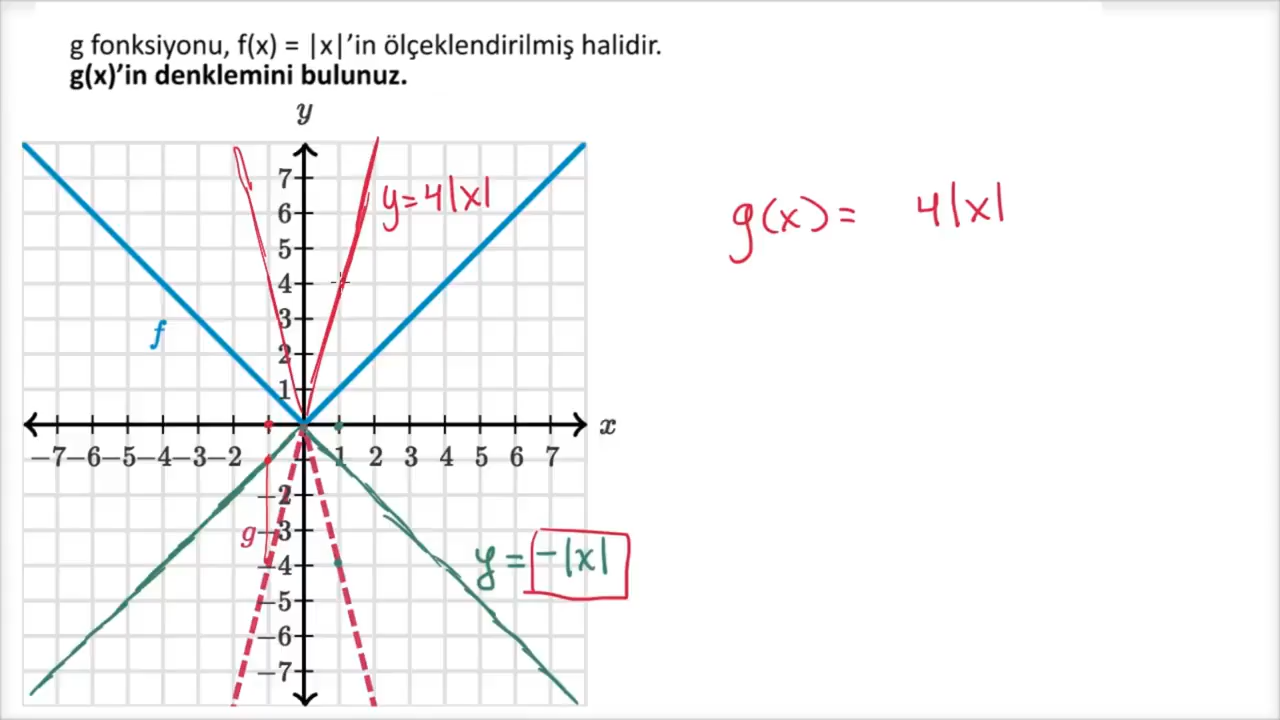 g fonksiyonu, f(x) = |x|'in ölçeklendirilmiş halidir.
g(x)'in denklemini bulunuz.
y
7
6
5
4
3
2
1
y=4|x|
g(x)= 4|x|
f
x
-7 -6 -5 -4 -3 -2 1 2 3 4 5 6 7
-2
-3
-4
-5
-6
-7
g
y = -|x|